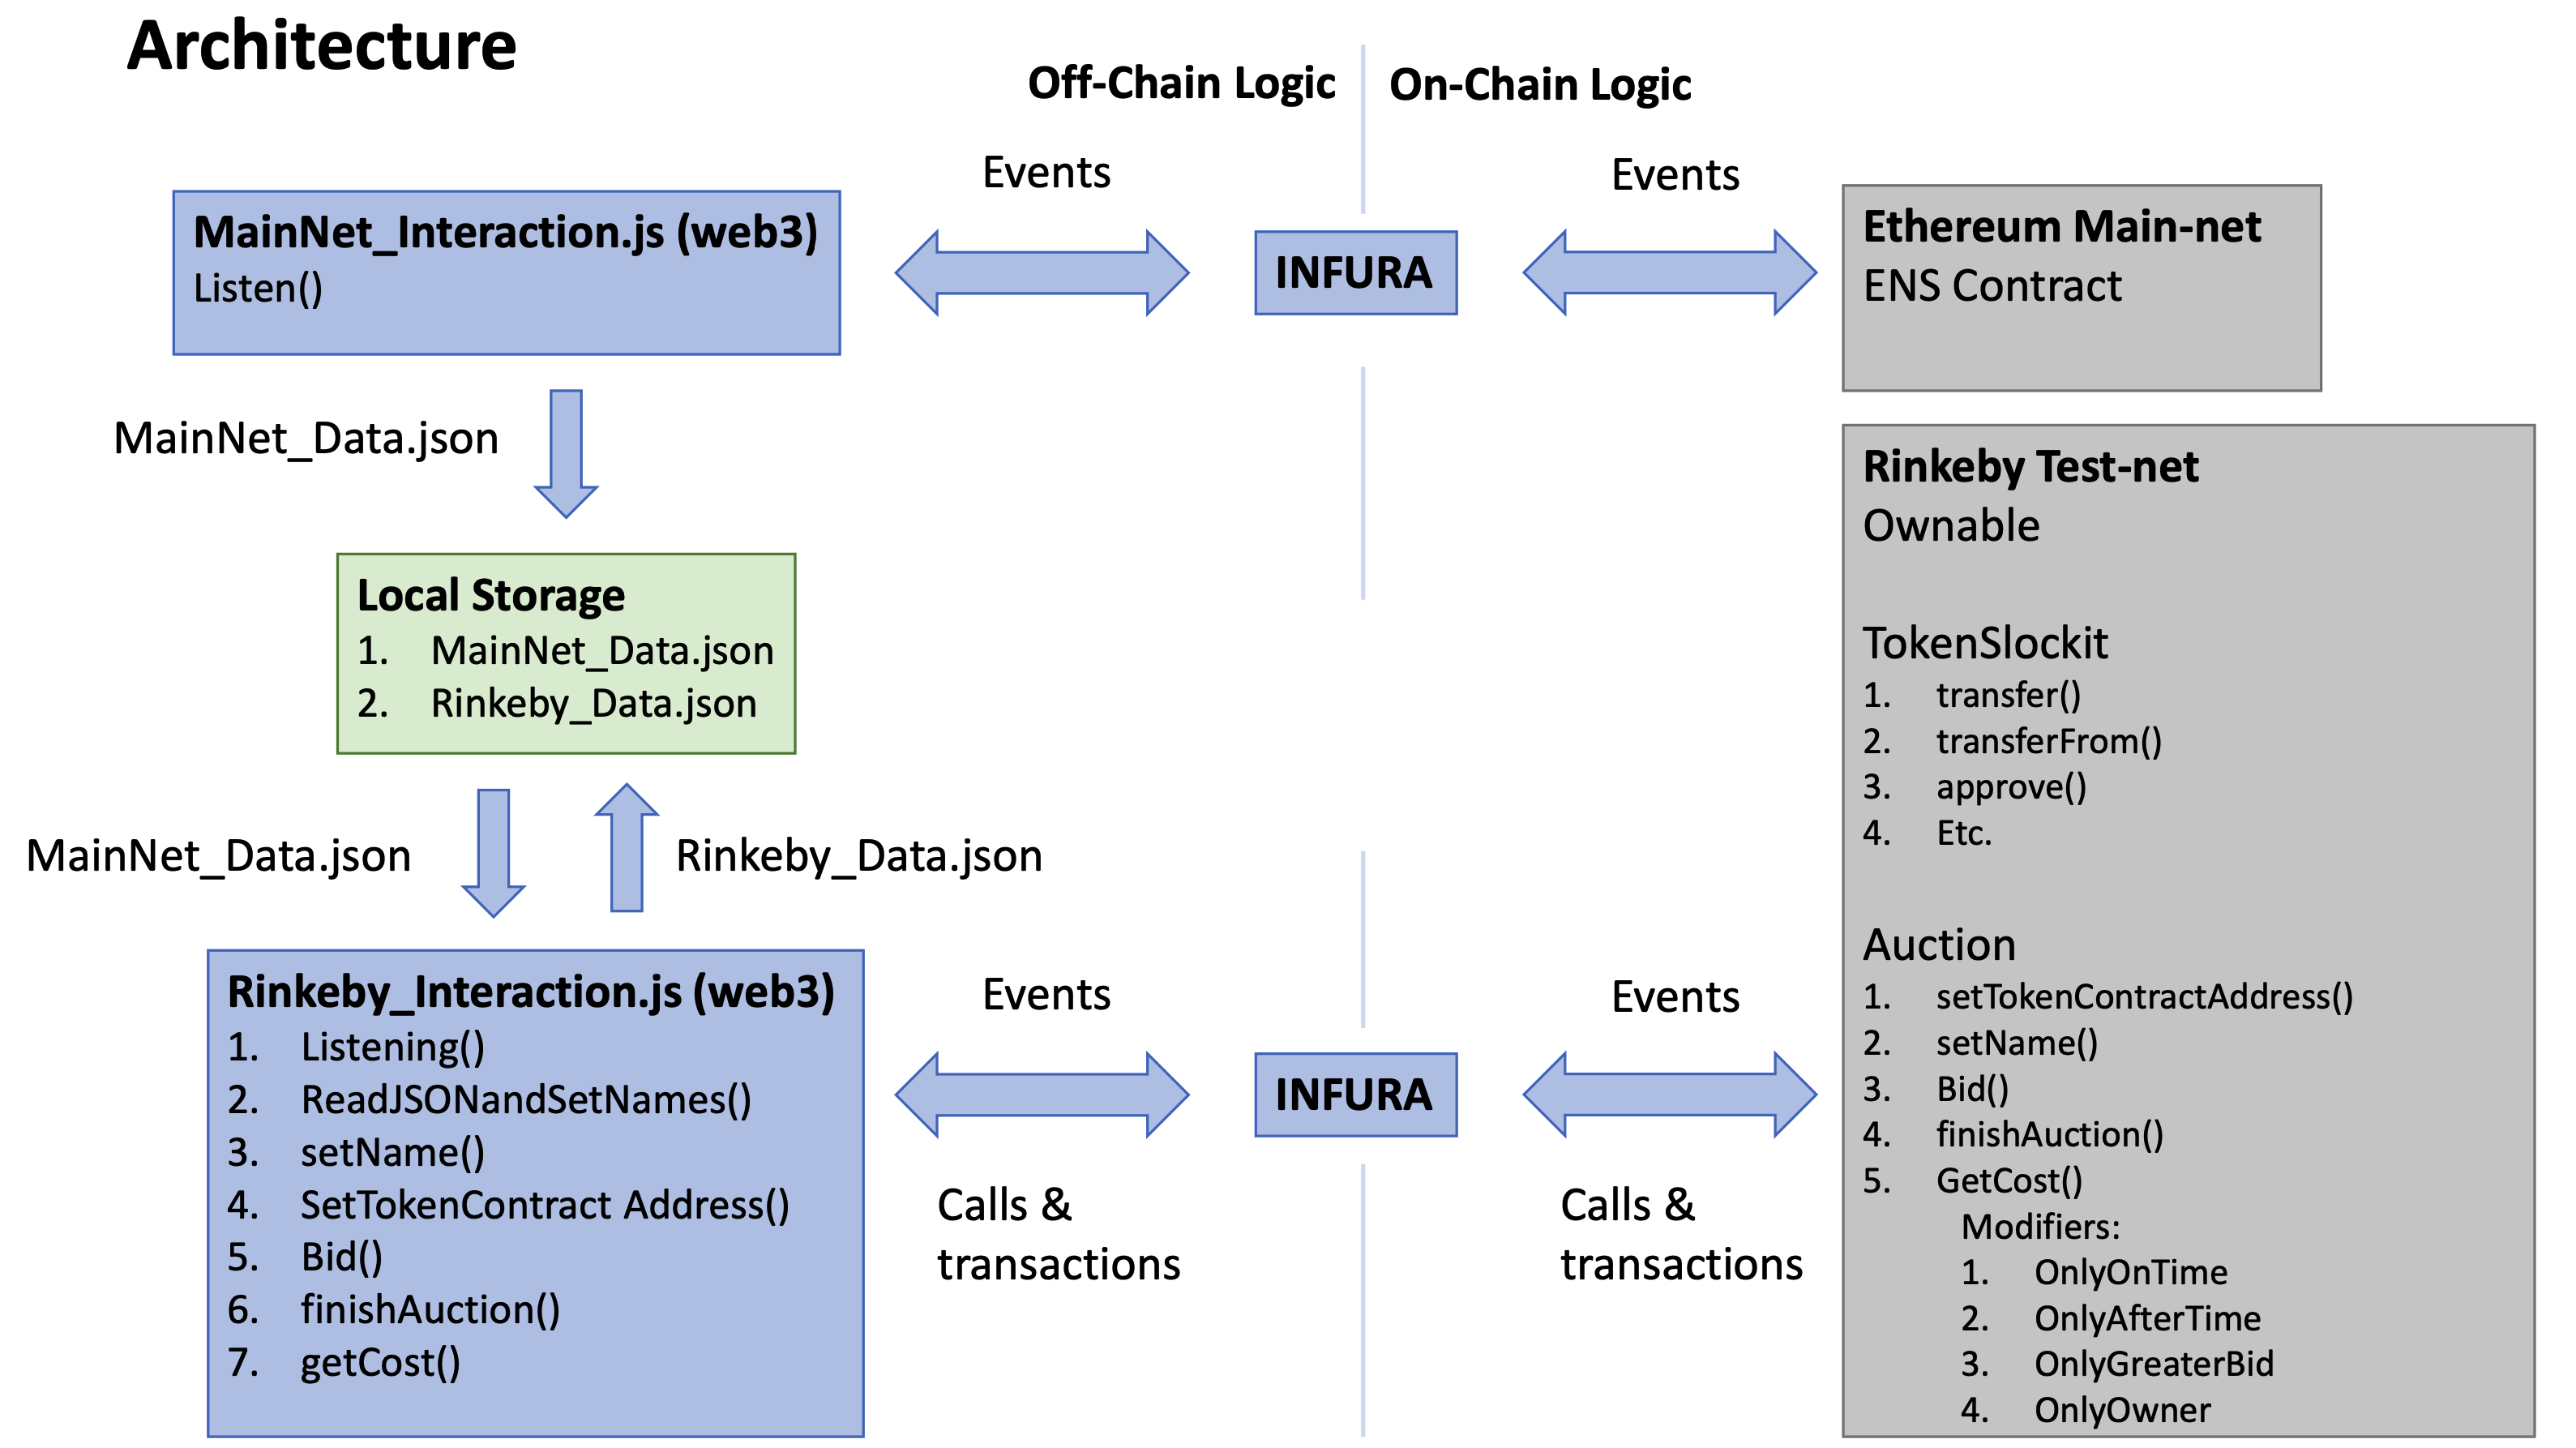 Architecture
Off-Chain Logic
On-Chain Logic
Events
Events
MainNet_Interaction.js (web3)
Listen()
INFURA
Ethereum Main-net
ENS Contract
MainNet_Data.json
Local Storage
1. MainNet_Data.json
2. Rinkeby_Data.json
MainNet_Data.json
Rinkeby_Data.json
Rinkeby_Interaction.js (web3)
1. Listening()
2. ReadJSONandSetNames()
3. setName()
4. SetTokenContract Address()
5. Bid()
6. finishAuction()
7. getCost()
Events
Calls &
transactions
INFURA
Events
Calls &
transactions
Rinkeby Test-net
Ownable
TokenSlockit
1. transfer()
2. transferFrom()
3. approve()
4. Etc.
Auction
1. setTokenContractAddress()
2. setName()
3. Bid()
4. finishAuction()
5. GetCost()
Modifiers:
1. OnlyOnTime
2. OnlyAfterTime
3. OnlyGreaterBid
4. OnlyOwner